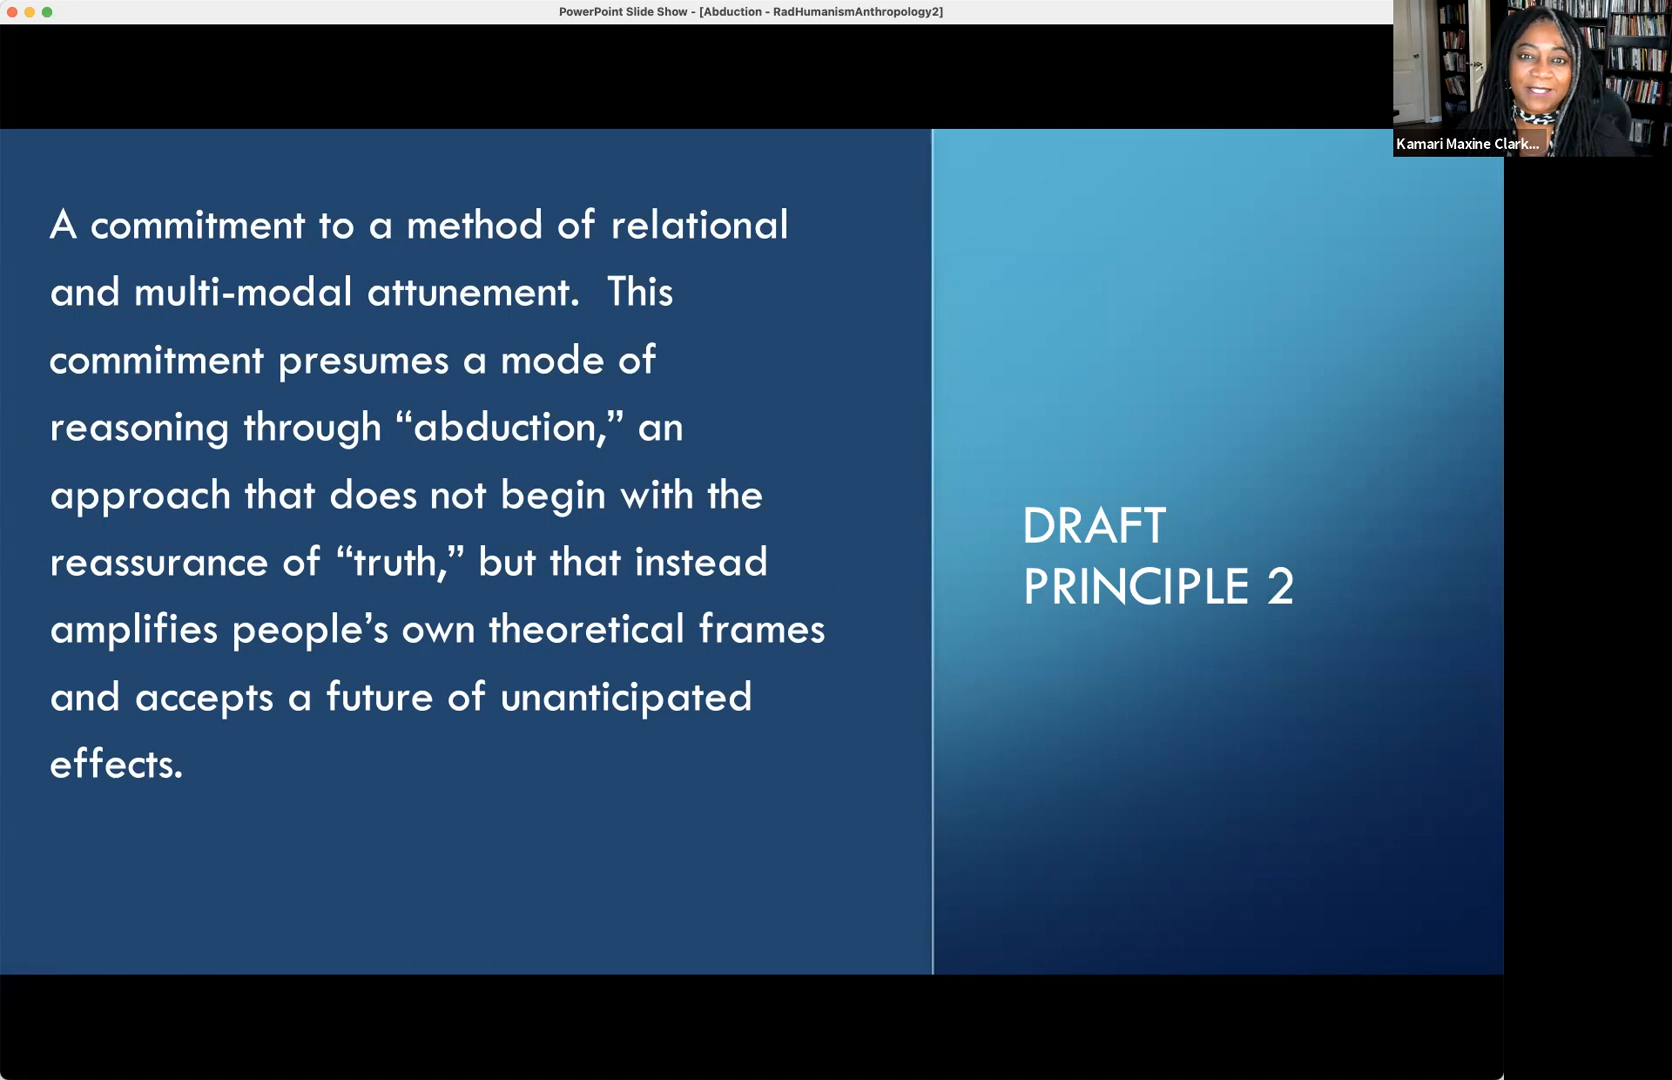 PowerPoint Slide Show - [Abduction - RadHumanismAnthropology2]
Kamari Maxine Clark...
A commitment to a method of relational
and multi-modal attunement.  This
commitment presumes a mode of
reasoning through “abduction,” an
approach that does not begin with the
reassurance of “truth,” but that instead
amplifies people’s own theoretical frames
and accepts a future of unanticipated
effects.
DRAFT
PRINCIPLE 2